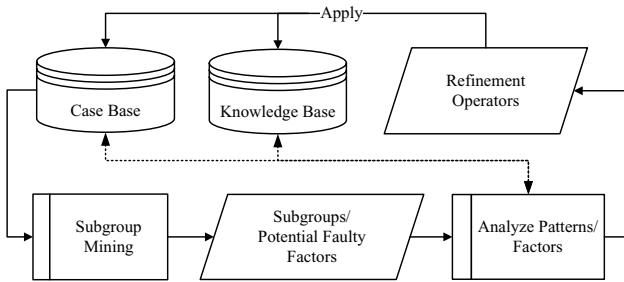 Apply
Case Base
Knowledge Base
Refinement
Operators
Subgroup
Mining
Subgroups/
Potential Faulty
Factors
Analyze Patterns/
Factors